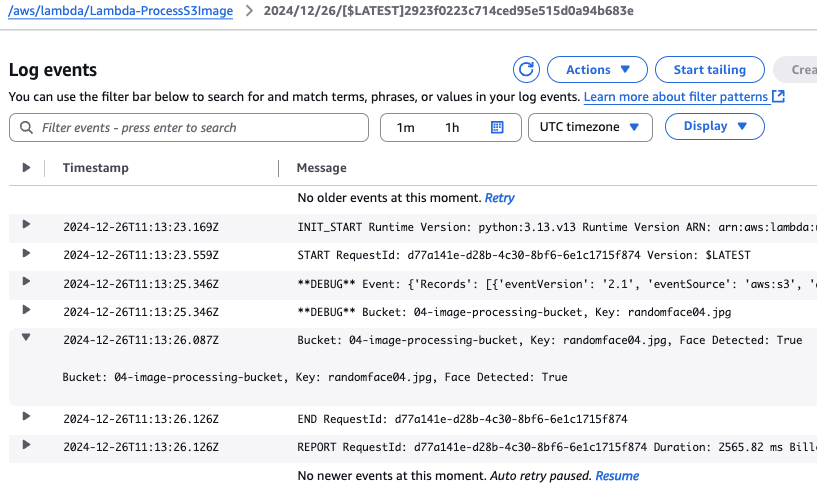 /aws/lambda/Lambda-ProcessS3Image > 2024/12/26/[$LATEST]2923f0223c714ced95e515d0a94b683e
Log events
Actions
Start tailing
You can use the filter bar below to search for and match terms, phrases, or values in your log events. Learn more about filter patterns
Filter events - press enter to search
1m 1h
UTC timezone
Display
Timestamp Message
No older events at this moment. Retry
2024-12-26T11:13:23.169Z INIT_START Runtime Version: python:3.13.v13 Runtime Version ARN: arn:aws:lambda:
2024-12-26T11:13:23.559Z START RequestId: d77a141e-d28b-4c30-8bf6-6e1c1715f874 Version: $LATEST
2024-12-26T11:13:25.346Z **DEBUG** Event: {'Records': [{'eventVersion': '2.1', 'eventSource': 'aws:s3',
2024-12-26T11:13:25.346Z **DEBUG** Bucket: 04-image-processing-bucket, Key: randomface04.jpg
2024-12-26T11:13:26.087Z Bucket: 04-image-processing-bucket, Key: randomface04.jpg, Face Detected: True
Bucket: 04-image-processing-bucket, Key: randomface04.jpg, Face Detected: True
2024-12-26T11:13:26.126Z END RequestId: d77a141e-d28b-4c30-8bf6-6e1c1715f874
2024-12-26T11:13:26.126Z REPORT RequestId: d77a141e-d28b-4c30-8bf6-6e1c1715f874 Duration: 2565.82 ms
No newer events at this moment. Auto retry paused. Resume